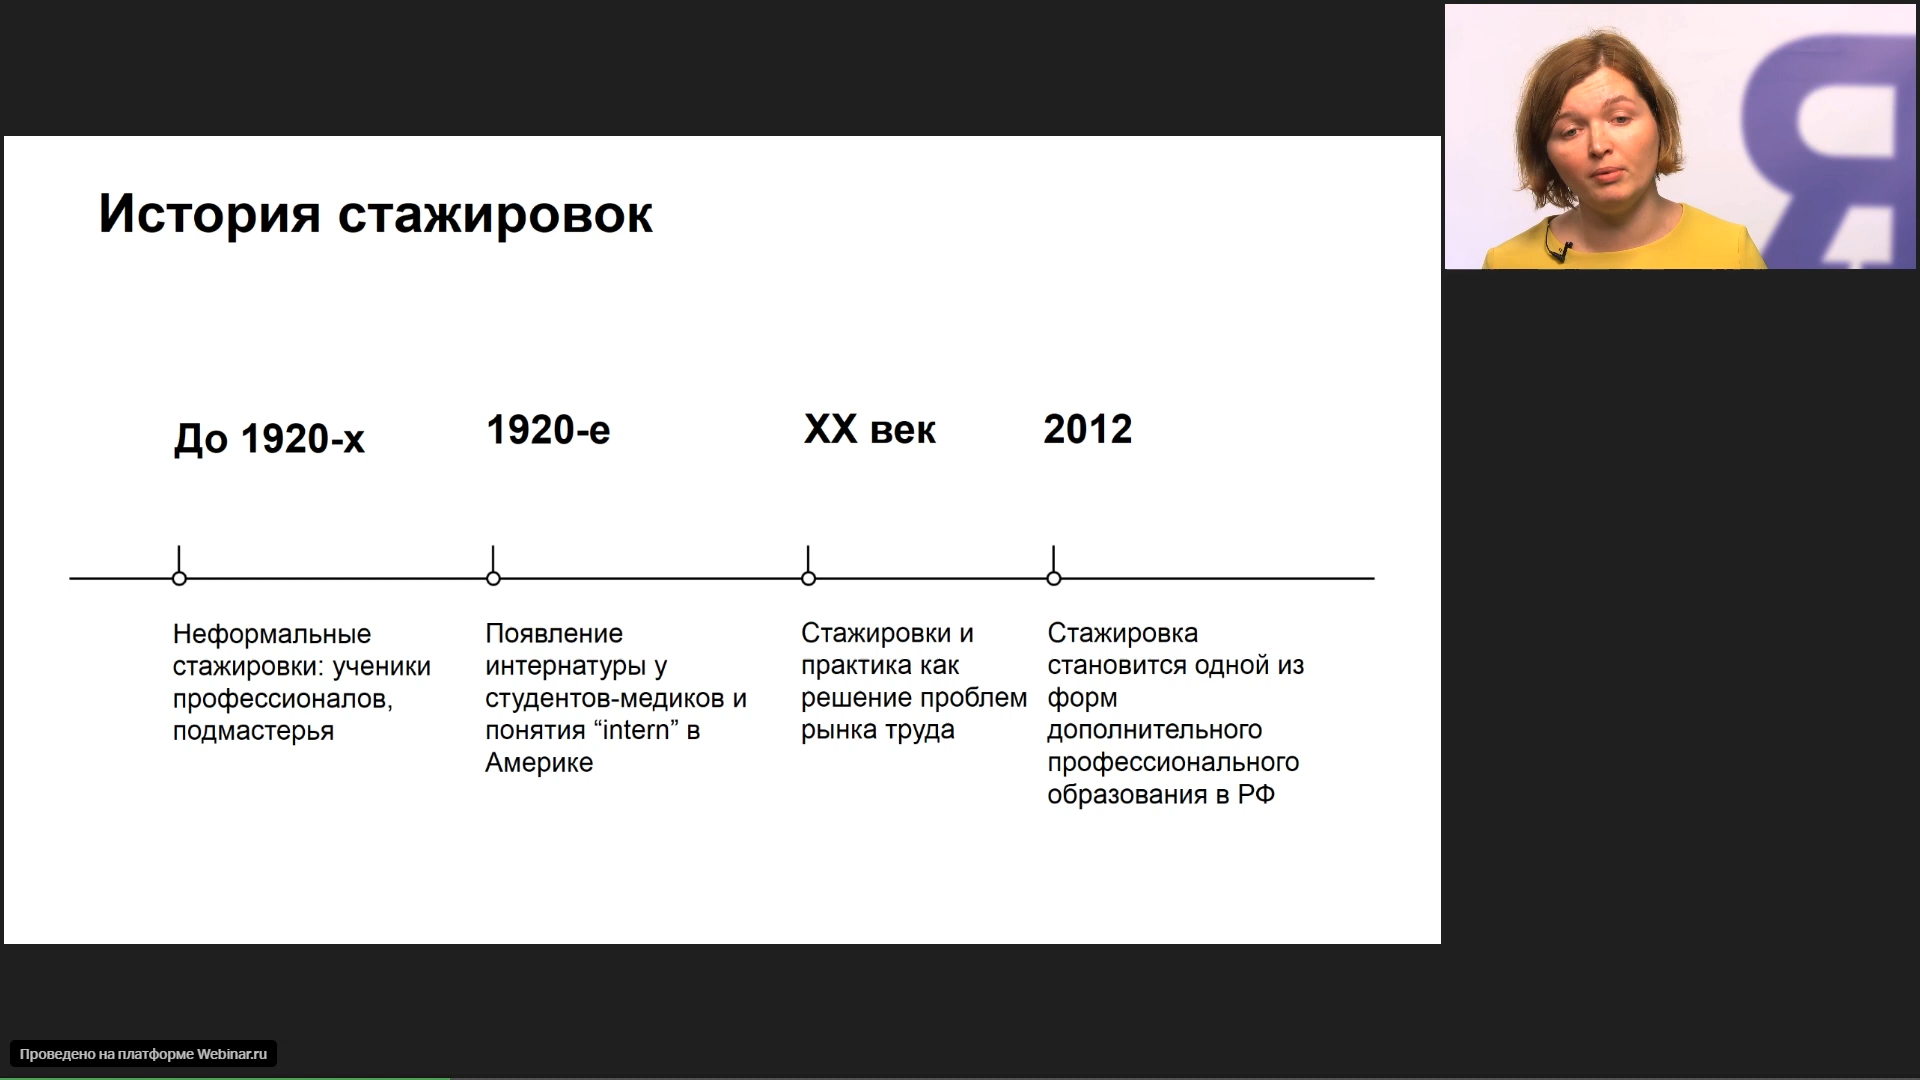 История стажировок
До 1920-х
1920-е
XX век
2012
Неформальные
стажировки: ученики
профессионалов,
подмастерья
Появление
интернатуры у
студентов-медиков и
понятия “intern” в
Америке
Стажировки и
практика как
решение проблем
рынка труда
Стажировка
становится одной из
форм
дополнительного
профессионального
образования в РФ
Я
Проведено на платформе Webinar.ru